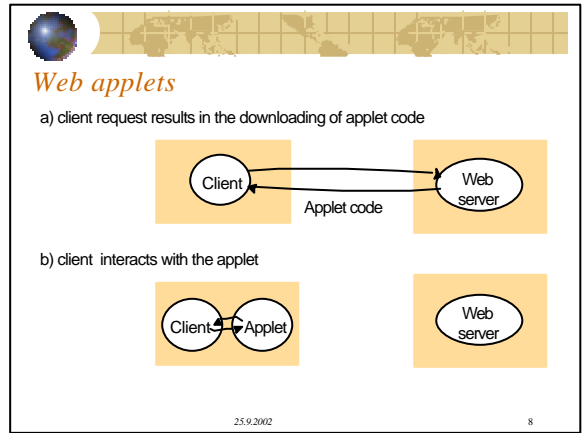 Web applets
a) client request results in the downloading of applet code
Client
Web
server
Applet code
b) client interacts with the applet
Client
Applet
Web
server
25.9.2002
8